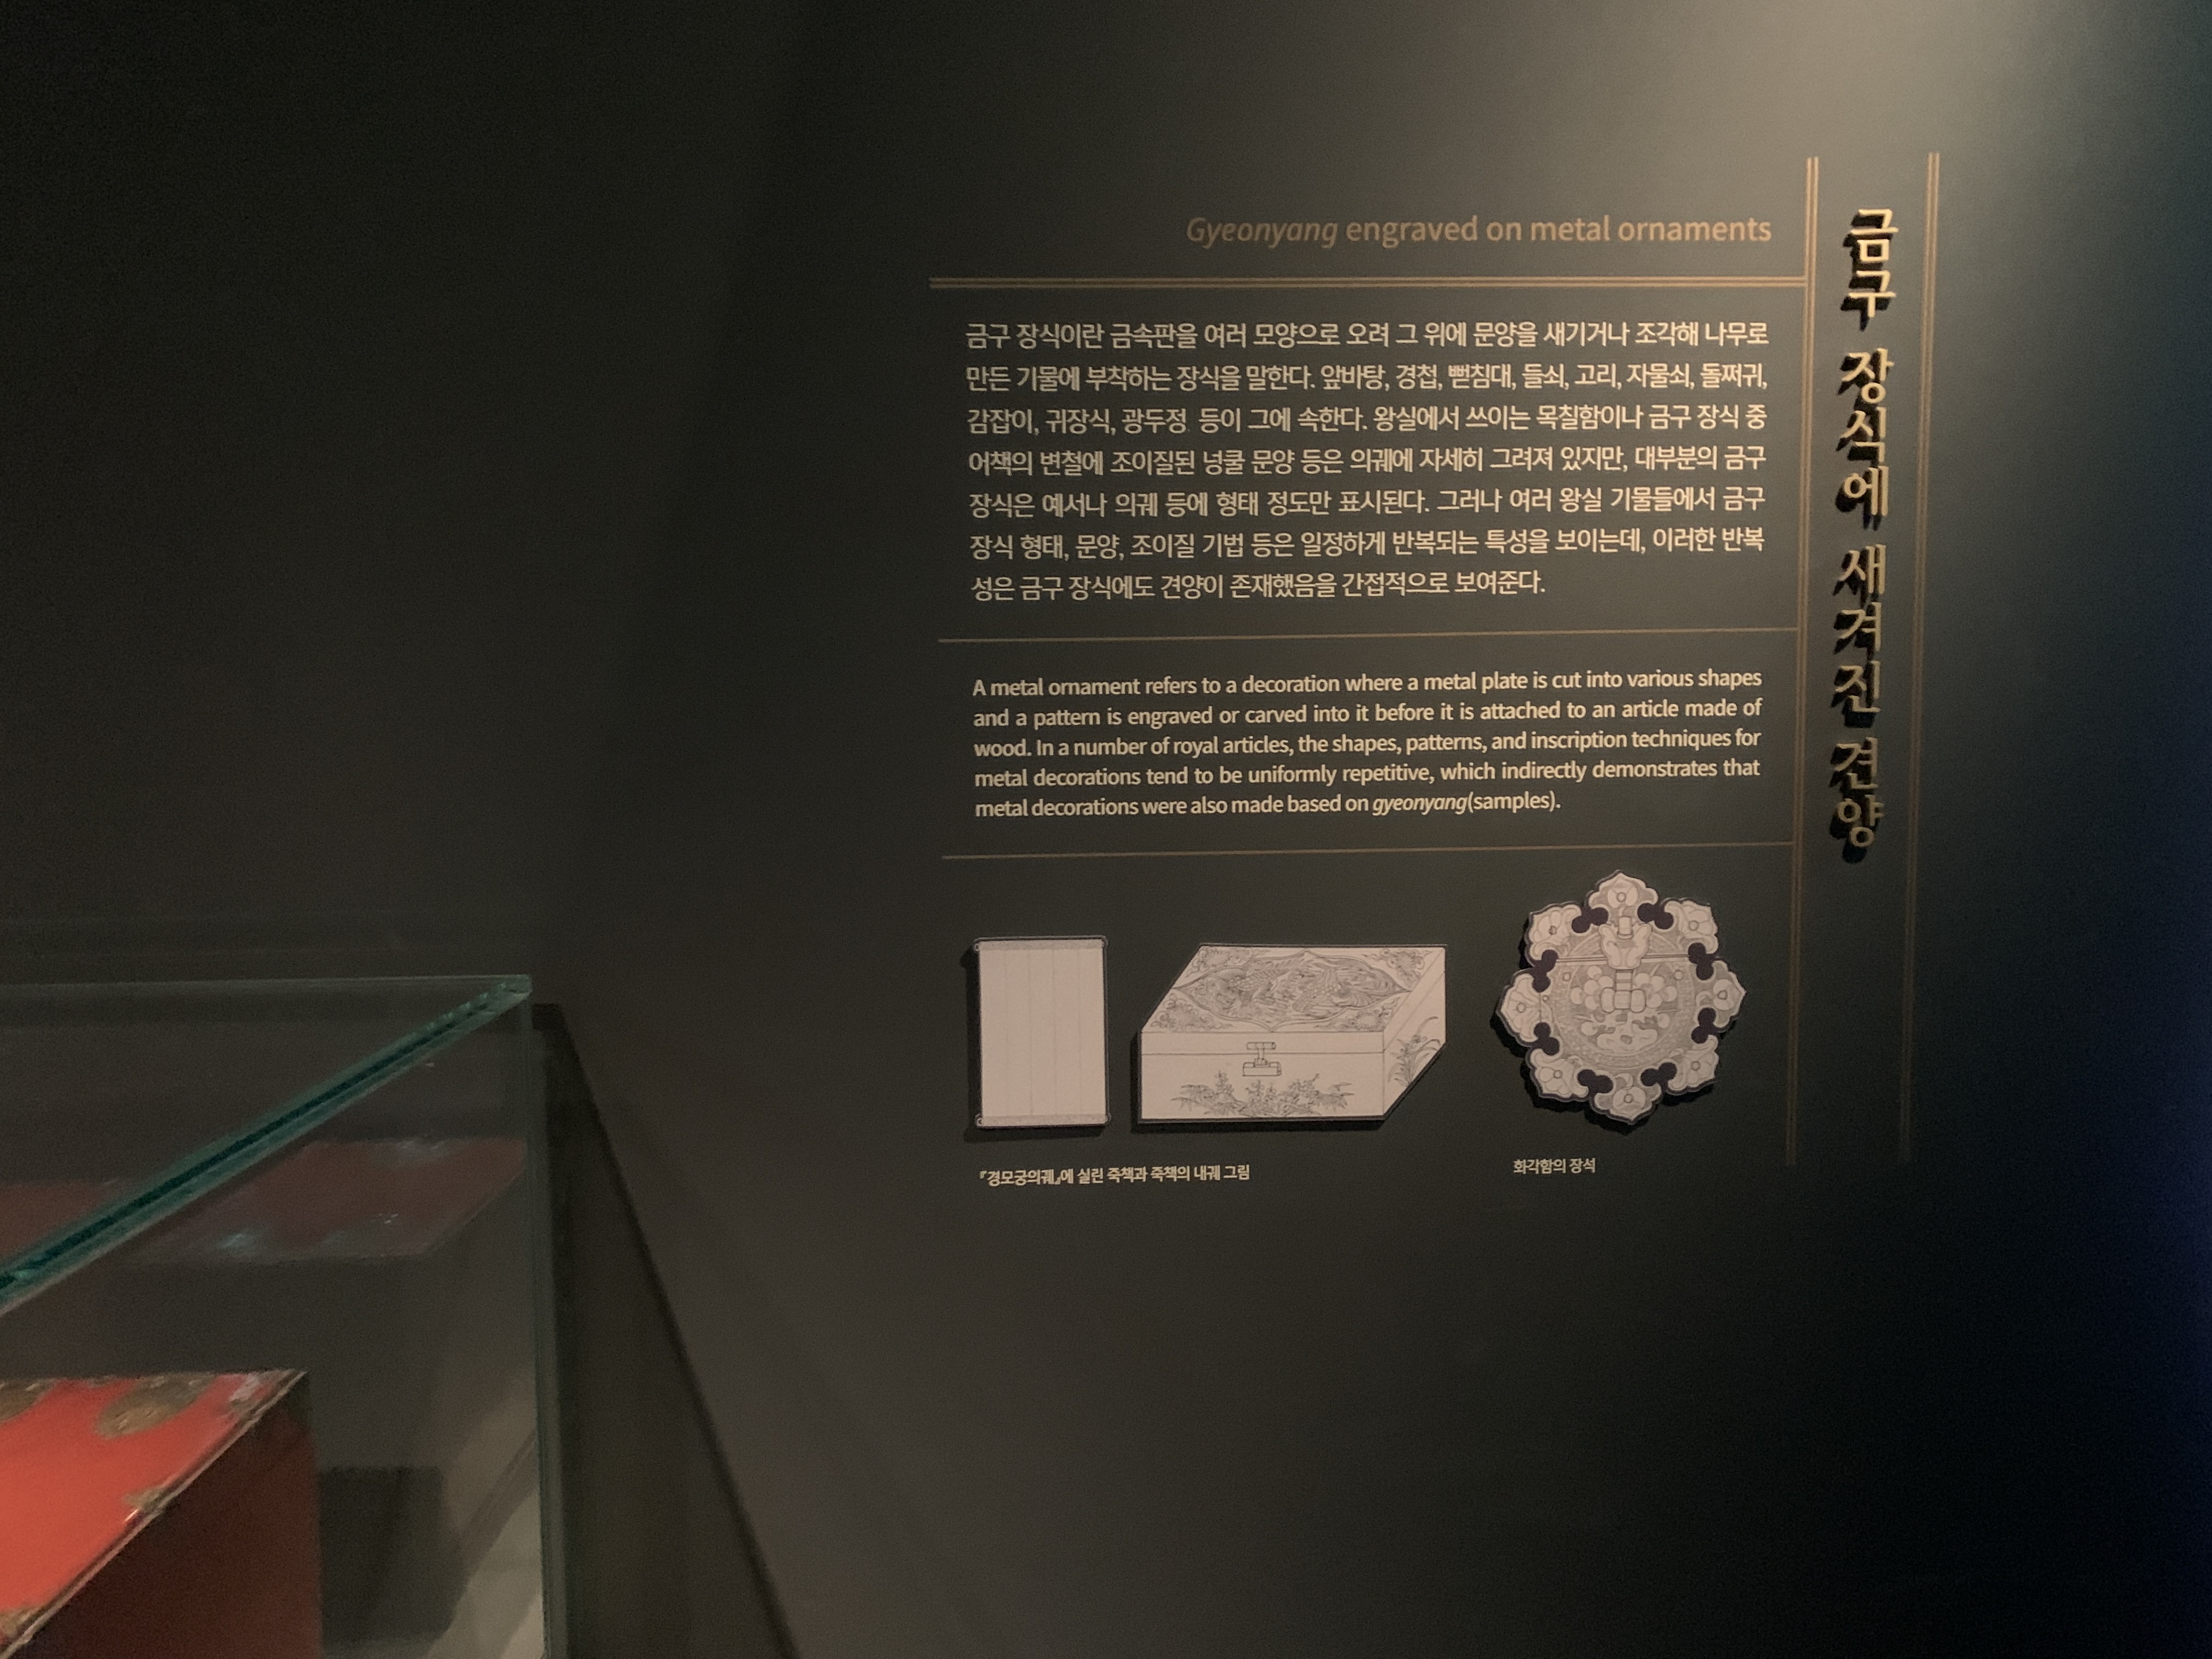 금구 장식에 새겨진 견양
Gyeonyang engraved on metal ornaments
금구 장식이란 금속판을 여러 모양으로 오려 그 위에 문양을 새기거나 조각해 나무로
만든 기물에 부착하는 장식을 말한다. 앞바탕, 경첩, 뻗침대, 들쇠, 고리, 자물쇠, 돌쩌귀,
감잡이, 귀장식, 광두정 등이 그에 속한다. 왕실에서 쓰이는 목칠함이나 금구 장식 중
어책의 변철에 조이질된 넝쿨 문양 등은 의궤에 자세히 그려져 있지만, 대부분의 금구
장식은 예서나 의궤 등에 형태 정도만 표시된다. 그러나 여러 왕실 기물들에서 금구
장식 형태, 문양, 조이질 기법 등은 일정하게 반복되는 특성을 보이는데, 이러한 반복
성은 금구 장식에도 견양이 존재했음을 간접적으로 보여준다.
A metal ornament refers to a decoration where a metal plate is cut into various shapes
and a pattern is engraved or carved into it before it is attached to an article made of
wood. In a number of royal articles, the shapes, patterns, and inscription techniques for
metal decorations tend to be uniformly repetitive, which indirectly demonstrates that
metal decorations were also made based on gyeonyang(samples).
『경모궁의궤』에 실린 죽책과 죽책의 내궤 그림
화각함의 장석